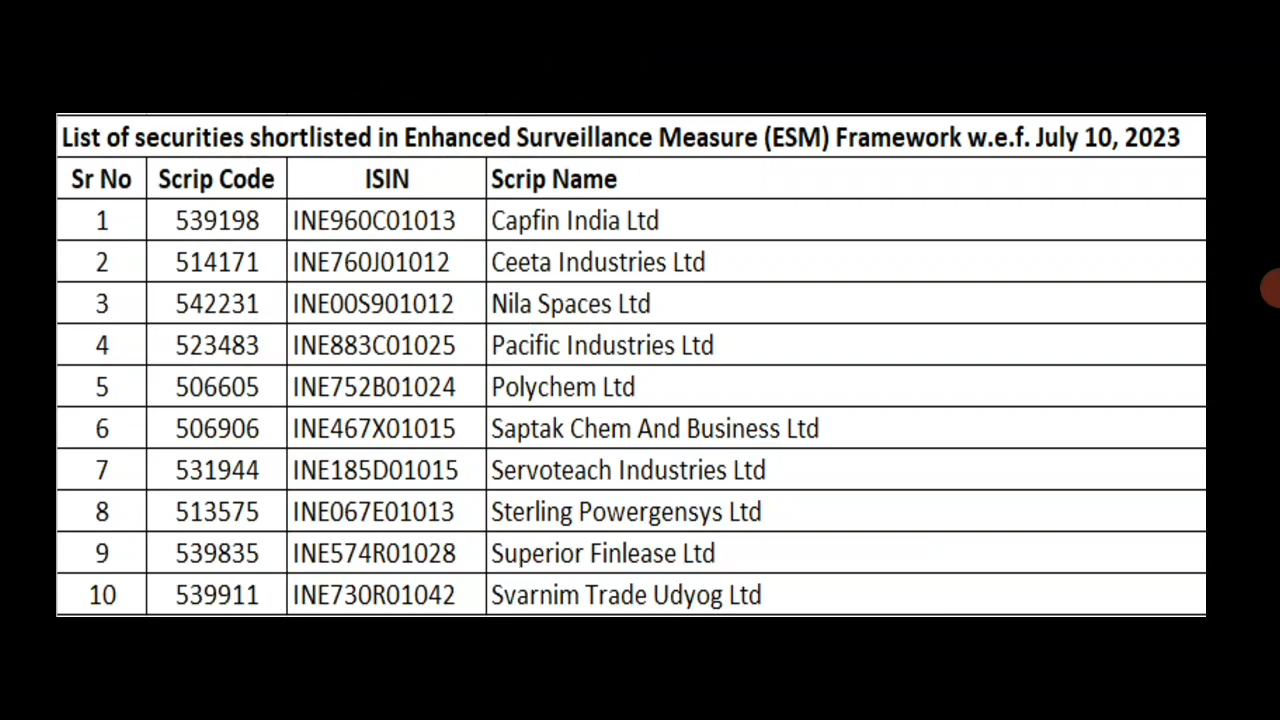 List of securities shortlisted in Enhanced Surveillance Measure (ESM) Framework w.e.f. July 10, 2023
Sr No Scrip Code ISIN Scrip Name
1 539198 INE960C01013 Capfin India Ltd
2 514171 INE760J01012 Ceeta Industries Ltd
3 542231 INE00S901012 Nila Spaces Ltd
4 523483 INE883C01025 Pacific Industries Ltd
5 506605 INE752B01024 Polychem Ltd
6 506906 INE467X01015 Saptak Chem And Business Ltd
7 531944 INE185D01015 Servoteach Industries Ltd
8 513575 INE067E01013 Sterling Powergensys Ltd
9 539835 INE574R01028 Superior Finlease Ltd
10 539911 INE730R01042 Svarnim Trade Udyog Ltd